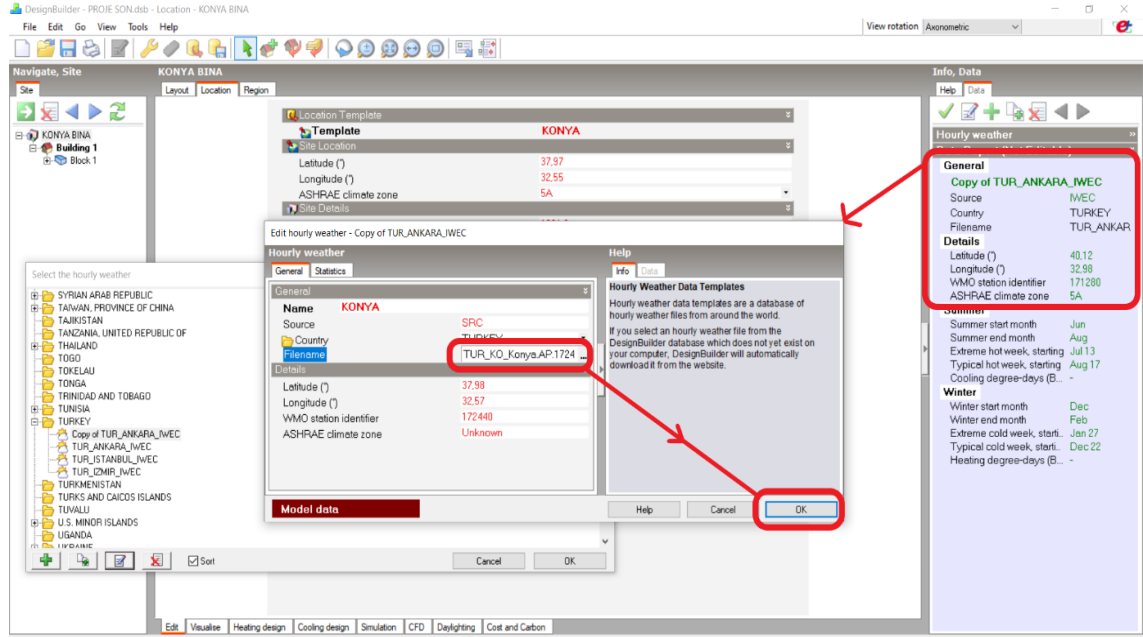 DesignBuilder - PROJE SON.dsb - Location - KONYA BINA
File Edit Go View Tools Help
View rotation Axonometric
Navigate, Site
Site
KONYA BINA
Building 1
Block 1
KONYA BINA
Layout Location Region
Location Template
Template KONYA
Site Location
Latitude (°) 37,97
Longitude (°) 32,55
ASHRAE climate zone 5A
Site Details
Select the hourly weather
SYRIAN ARAB REPUBLIC
TAIWAN, PROVINCE OF CHINA
TAJIKISTAN
TANZANIA, UNITED REPUBLIC OF
THAILAND
TOGO
TOKELAU
TONGA
TRINIDAD AND TOBAGO
TUNISIA
TURKEY
Copy of TUR_ANKARA_IWEC
TUR_ANKARA_IWEC
TUR_ISTANBUL_IWEC
TUR_IZMIR_IWEC
TURKMENISTAN
TURKS AND CAICOS ISLANDS
TUVALU
U.S. MINOR ISLANDS
UGANDA
UKRAINE
Sort Cancel OK
Edit hourly weather - Copy of TUR_ANKARA_IWEC
Hourly weather
General Statistics
General
Name KONYA
Source SRC
Country TURKEY
Filename TUR_KO_Konya.AP.1724 ...
Details
Latitude (°) 37,98
Longitude (°) 32,57
WMO station identifier 172440
ASHRAE climate zone Unknown
Model data
Help
Info Data
Hourly Weather Data Templates
Hourly weather data templates are a database of
hourly weather files from around the world.
If you select an hourly weather file from the
DesignBuilder database which does not yet exist on
your computer, DesignBuilder will automatically
download it from the website.
Help Cancel OK
Info, Data
Help Data
Hourly weather
General
Copy of TUR_ANKARA_IWEC
Source IWEC
Country TURKEY
Filename TUR_ANKAR
Details
Latitude (°) 40,12
Longitude (°) 32,98
WMO station identifier 171280
ASHRAE climate zone 5A
Summer
Summer start month Jun
Summer end month Aug
Extreme hot week, starting Jul 13
Typical hot week, starting Aug 17
Cooling degree-days (B... -
Winter
Winter start month Dec
Winter end month Feb
Extreme cold week, starti.. Jan 27
Typical cold week, starti.. Dec 22
Heating degree-days (B... -
Edit Visualise Heating design Cooling design Simulation CFD Daylighting Cost and Carbon